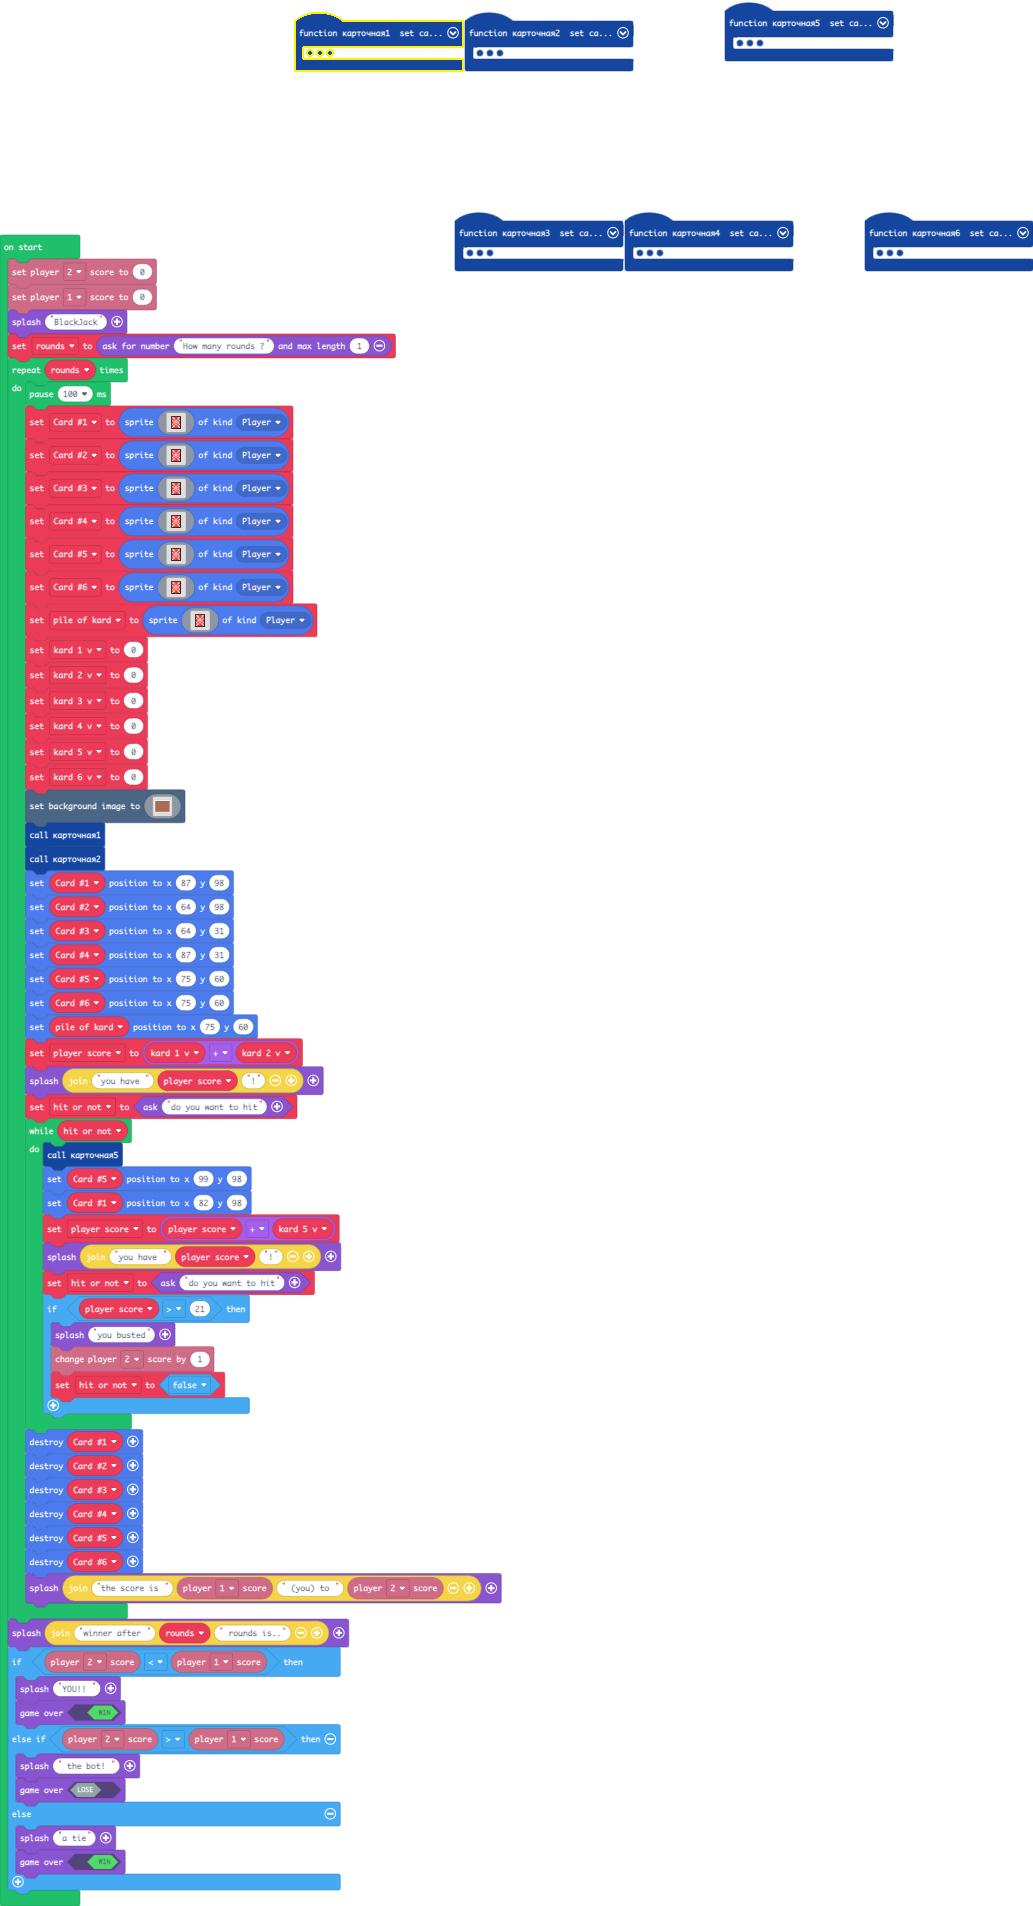 function карточная1 set ca...
function карточная2 set ca...
function карточная5 set ca...
function карточная3 set ca...
function карточная4 set ca...
function карточная6 set ca...
on start
set player 2 score to 0
set player 1 score to 0
splash "BlackJack"
set rounds to ask for number "How many rounds ?" and max length 1
repeat rounds times
do
pause 100 ms
set Card #1 to sprite of kind Player
set Card #2 to sprite of kind Player
set Card #3 to sprite of kind Player
set Card #4 to sprite of kind Player
set Card #5 to sprite of kind Player
set Card #6 to sprite of kind Player
set pile of kard to sprite of kind Player
set kard 1 v to 0
set kard 2 v to 0
set kard 3 v to 0
set kard 4 v to 0
set kard 5 v to 0
set kard 6 v to 0
set background image to
call карточная1
call карточная2
set Card #1 position to x 87 y 98
set Card #2 position to x 64 y 98
set Card #3 position to x 64 y 31
set Card #4 position to x 87 y 31
set Card #5 position to x 75 y 60
set Card #6 position to x 75 y 60
set pile of kard position to x 75 y 60
set player score to kard 1 v + kard 2 v
splash join "you have " player score "!"
set hit or not to ask "do you want to hit"
while hit or not
do
call карточная5
set Card #5 position to x 99 y 98
set Card #1 position to x 82 y 98
set player score to player score + kard 5 v
splash join "you have " player score "!"
set hit or not to ask "do you want to hit"
if player score > 21 then
splash "you busted"
change player 2 score by 1
set hit or not to false
destroy Card #1
destroy Card #2
destroy Card #3
destroy Card #4
destroy Card #5
destroy Card #6
splash join "the score is " player 1 score " (you) to " player 2 score
splash join "winner after " rounds " rounds is.."
if player 2 score < player 1 score then
splash "YOU!! "
game over WIN
else if player 2 score > player 1 score then
splash " the bot! "
game over LOSE
else
splash "a tie"
game over WIN